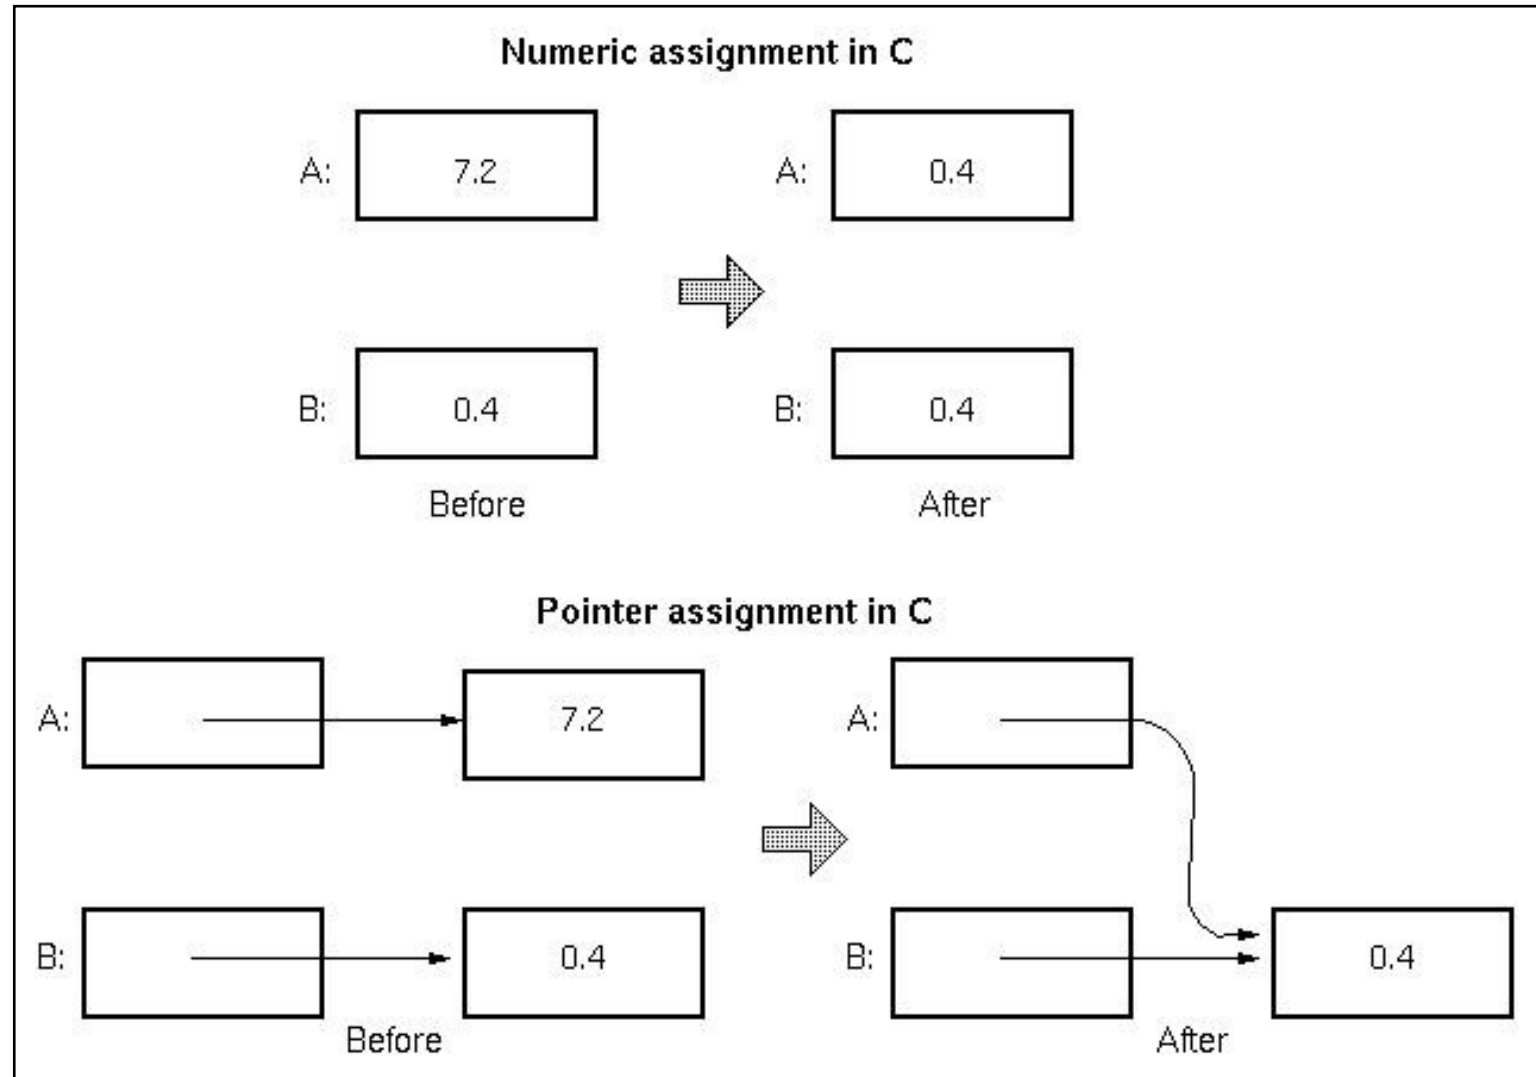 Numeric assignment in C
A: 7.2 A: 0.4
B: 0.4 B: 0.4
Before After
Pointer assignment in C
A: 7.2 A:
B: 0.4 B: 0.4
Before After